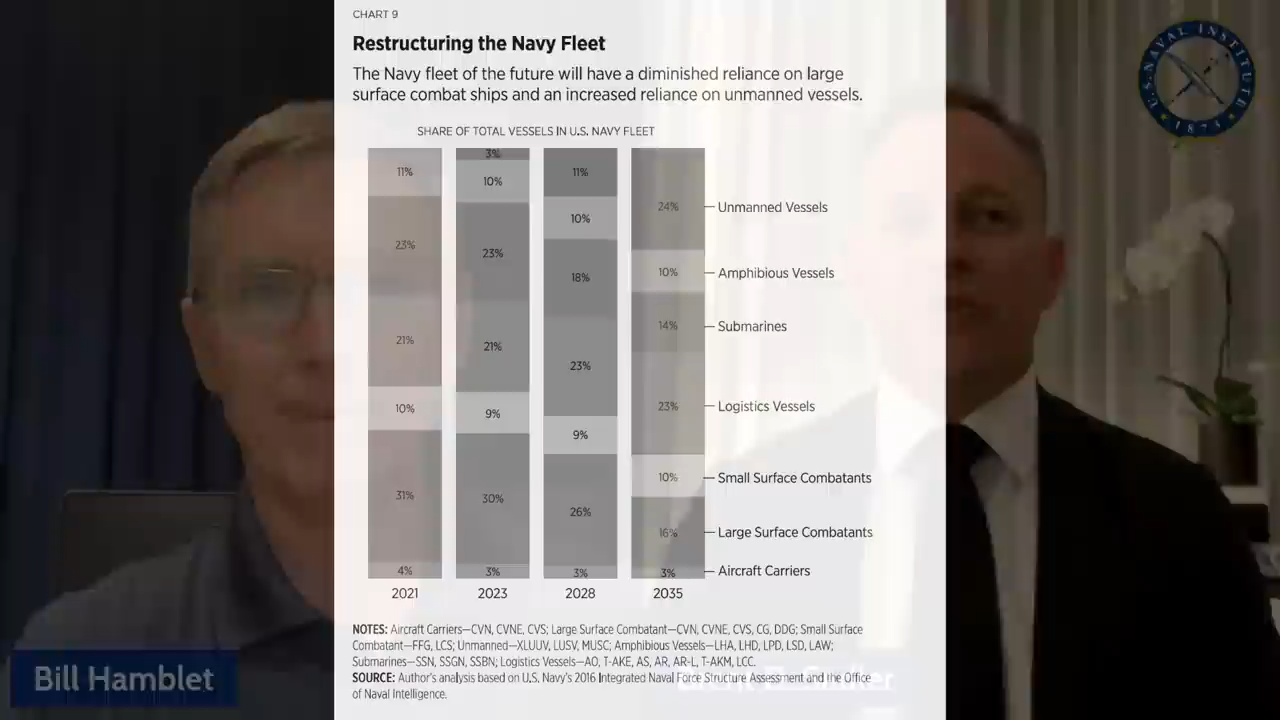 CHART 9
Restructuring the Navy Fleet
The Navy fleet of the future will have a diminished reliance on large
surface combat ships and an increased reliance on unmanned vessels.
SHARE OF TOTAL VESSELS IN U.S. NAVY FLEET
11%
23%
21%
10%
31%
4%
2021
3%
10%
23%
21%
9%
30%
3%
2023
11%
10%
18%
23%
9%
26%
3%
2028
24%
10%
14%
23%
10%
16%
3%
2035
Unmanned Vessels
Amphibious Vessels
Submarines
Logistics Vessels
Small Surface Combatants
Large Surface Combatants
Aircraft Carriers
NOTES: Aircraft Carriers—CVN, CVNE, CVS; Large Surface Combatant—CVN, CVNE, CVS, CG, DDG; Small Surface
Combatant—FFG, LCS; Unmanned—XLUUV, LUSV, MUSC; Amphibious Vessels—LHA, LHD, LPD, LSD, LAW;
Submarines—SSN, SSGN, SSBN; Logistics Vessels—AO, T-AKE, AS, AR, AR-L, T-AKM, LCC.
SOURCE: Author's analysis based on U.S. Navy's 2016 Integrated Naval Force Structure Assessment and the Office
of Naval Intelligence.
Bill Hamblet
U.S. NAVAL INSTITUTE
1873